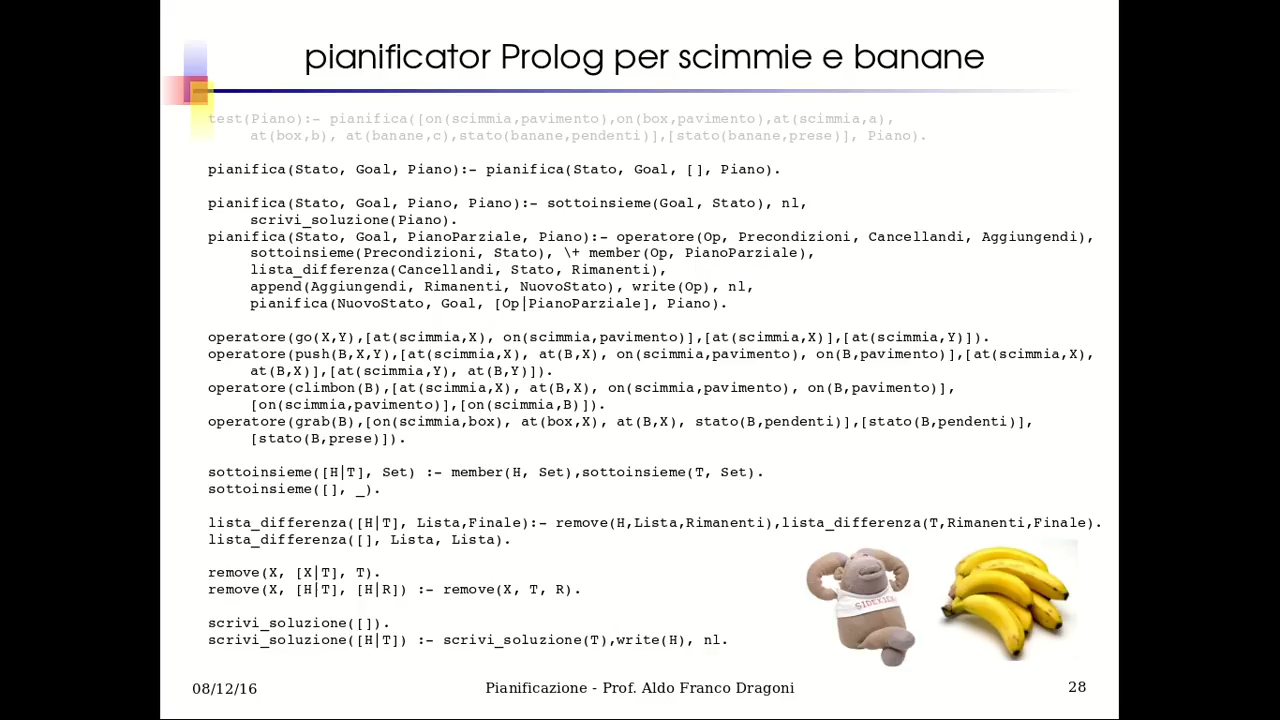 pianificator Prolog per scimmie e banane
test(Piano):- pianifica([on(scimmia,pavimento),on(box,pavimento),at(scimmia,a),
at(box,b), at(banane,c),stato(banane,pendenti)],[stato(banane,prese)], Piano).
pianifica(Stato, Goal, Piano):- pianifica(Stato, Goal, [], Piano).
pianifica(Stato, Goal, Piano, Piano):- sottoinsieme(Goal, Stato), nl,
scrivi_soluzione(Piano).
pianifica(Stato, Goal, PianoParziale, Piano):- operatore(Op, Precondizioni, Cancellandi, Aggiungendi),
sottoinsieme(Precondizioni, Stato), \+ member(Op, PianoParziale),
lista_differenza(Cancellandi, Stato, Rimanenti),
append(Aggiungendi, Rimanenti, NuovoStato), write(Op), nl,
pianifica(NuovoStato, Goal, [Op|PianoParziale], Piano).
operatore(go(X,Y),[at(scimmia,X), on(scimmia,pavimento)],[at(scimmia,X)],[at(scimmia,Y)]).
operatore(push(B,X,Y),[at(scimmia,X), at(B,X), on(scimmia,pavimento), on(B,pavimento)],[at(scimmia,X),
at(B,X)],[at(scimmia,Y), at(B,Y)]).
operatore(climbon(B),[at(scimmia,X), at(B,X), on(scimmia,pavimento), on(B,pavimento)],
[on(scimmia,pavimento)],[on(scimmia,B)]).
operatore(grab(B),[on(scimmia,box), at(box,X), at(B,X), stato(B,pendenti)],[stato(B,pendenti)],
[stato(B,prese)]).
sottoinsieme([H|T], Set) :- member(H, Set),sottoinsieme(T, Set).
sottoinsieme([], _).
lista_differenza([H|T], Lista,Finale):- remove(H,Lista,Rimanenti),lista_differenza(T,Rimanenti,Finale).
lista_differenza([], Lista, Lista).
remove(X, [X|T], T).
remove(X, [H|T], [H|R]) :- remove(X, T, R).
scrivi_soluzione([]).
scrivi_soluzione([H|T]) :- scrivi_soluzione(T),write(H), nl.
SIDEKICK
08/12/16
Pianificazione - Prof. Aldo Franco Dragoni
28